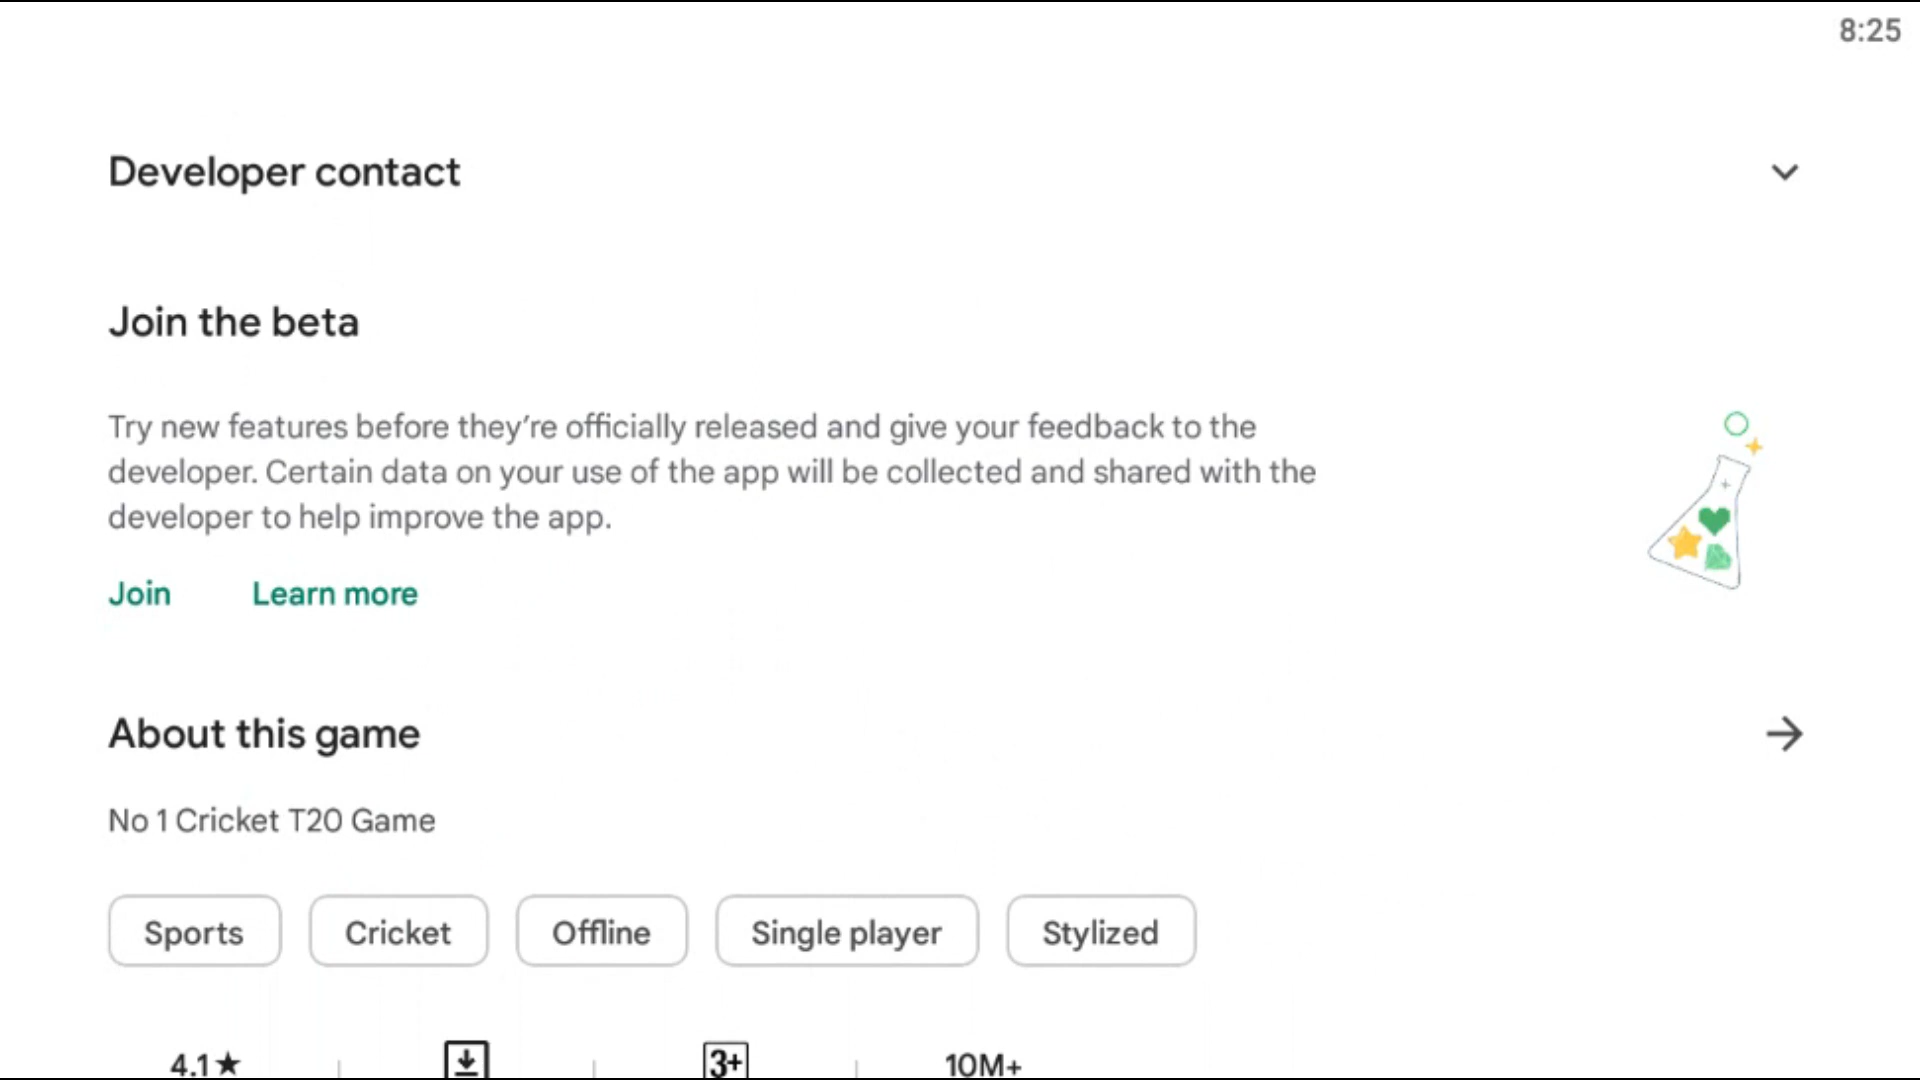 8:25
Developer contact
Join the beta
Try new features before they’re officially released and give your feedback to the
developer. Certain data on your use of the app will be collected and shared with the
developer to help improve the app.
Join Learn more
About this game
No 1 Cricket T20 Game
Sports Cricket Offline Single player Stylized
4.1★ 3+ 10M+